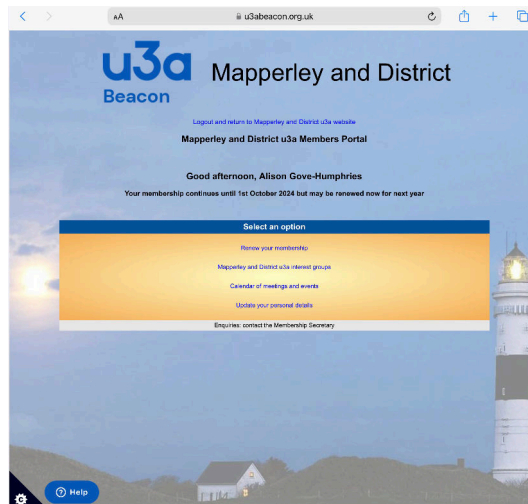 AA
u3abeacon.org.uk
u3a
Beacon
Mapperley and District
Logout and return to Mapperley and District u3a website
Mapperley and District u3a Members Portal
Good afternoon, Alison Gove-Humphries
Your membership continues until 1st October 2024 but may be renewed now for next year
Select an option
Renew your membership
Mapperley and District u3a interest groups
Calendar of meetings and events
Update your personal details
Enquiries: contact the Membership Secretary
Help